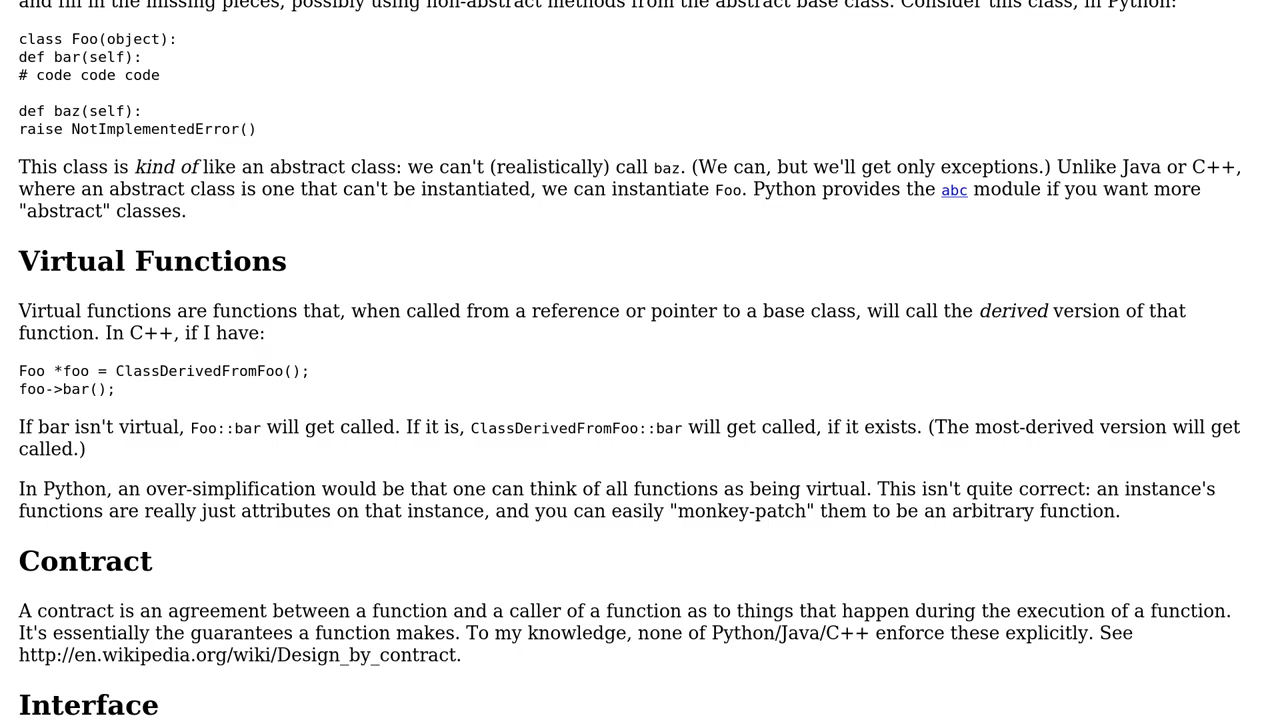 and fill in the missing pieces, possibly using non-abstract methods from the abstract base class. Consider this class, in Python:
class Foo(object):
def bar(self):
# code code code
def baz(self):
raise NotImplementedError()
This class is kind of like an abstract class: we can't (realistically) call baz. (We can, but we'll get only exceptions.) Unlike Java or C++,
where an abstract class is one that can't be instantiated, we can instantiate Foo. Python provides the abc module if you want more
"abstract" classes.
Virtual Functions
Virtual functions are functions that, when called from a reference or pointer to a base class, will call the derived version of that
function. In C++, if I have:
Foo *foo = ClassDerivedFromFoo();
foo->bar();
If bar isn't virtual, Foo::bar will get called. If it is, ClassDerivedFromFoo::bar will get called, if it exists. (The most-derived version will get
called.)
In Python, an over-simplification would be that one can think of all functions as being virtual. This isn't quite correct: an instance's
functions are really just attributes on that instance, and you can easily "monkey-patch" them to be an arbitrary function.
Contract
A contract is an agreement between a function and a caller of a function as to things that happen during the execution of a function.
It's essentially the guarantees a function makes. To my knowledge, none of Python/Java/C++ enforce these explicitly. See
http://en.wikipedia.org/wiki/Design_by_contract.
Interface